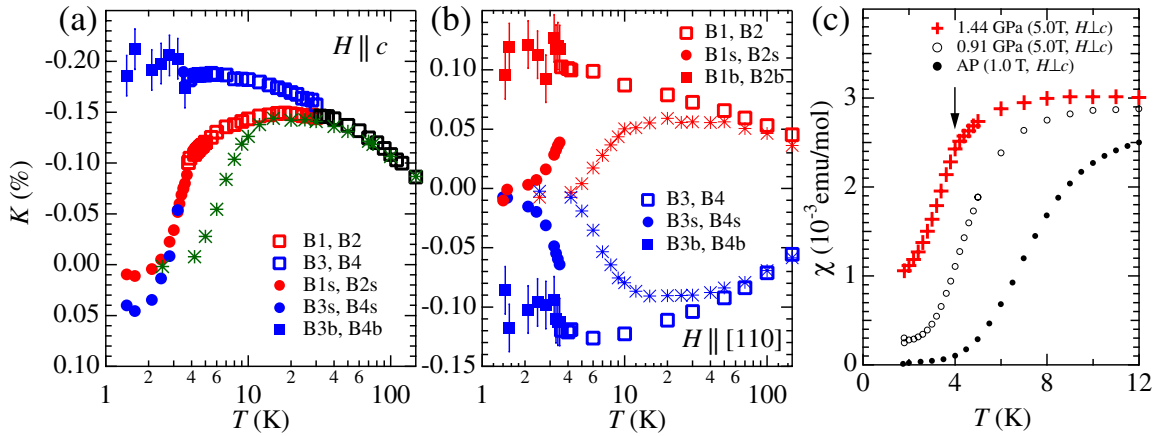 (a)
H || c
K (%)
-0.20
-0.15
-0.10
-0.05
0.00
0.05
0.10
B1, B2
B3, B4
B1s, B2s
B3s, B4s
B3b, B4b
1
2
4
6
10
2
4
6
100
T (K)
(b)
B1, B2
B1s, B2s
B1b, B2b
0.10
0.05
0.00
-0.05
-0.10
-0.15
B3, B4
B3s, B4s
B3b, B4b
H || [110]
1
2
4
6
10
2
4
6
100
T (K)
(c)
1.44 GPa (5.0T, H⊥c)
0.91 GPa (5.0T, H⊥c)
AP (1.0 T, H⊥c)
χ (10⁻³emu/mol)
4
3
2
1
0
0
4
8
12
T (K)